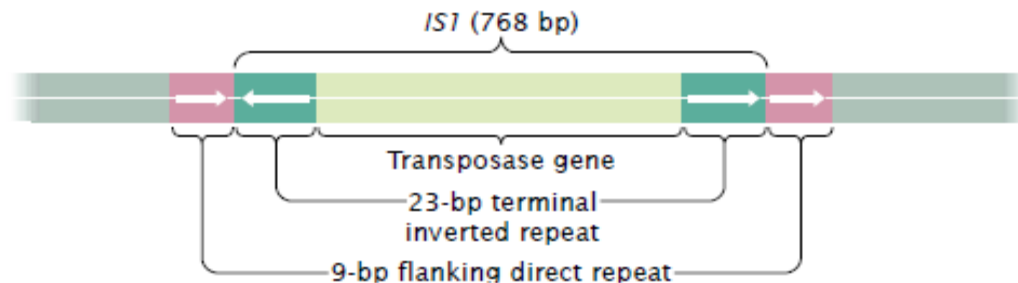 IS1 (768 bp)
Transposase gene
23-bp terminal
inverted repeat
9-bp flanking direct repeat